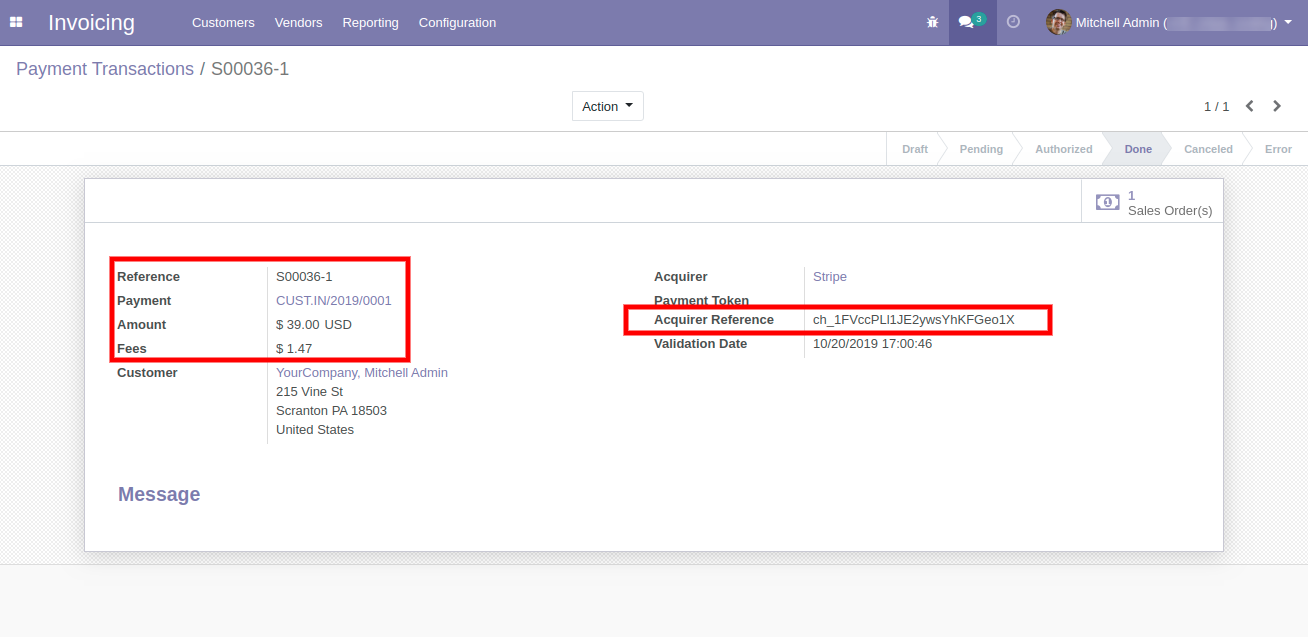 Invoicing Customers Vendors Reporting Configuration 3 Mitchell Admin ( )
Payment Transactions / S00036-1
Action 1 / 1
Draft Pending Authorized Done Canceled Error
1
Sales Order(s)
Reference S00036-1
Payment CUST.IN/2019/0001
Amount $ 39.00 USD
Fees $ 1.47
Customer YourCompany, Mitchell Admin
215 Vine St
Scranton PA 18503
United States
Acquirer Stripe
Payment Token
Acquirer Reference ch_1FVccPLI1JE2ywsYhKFGeo1X
Validation Date 10/20/2019 17:00:46
Message